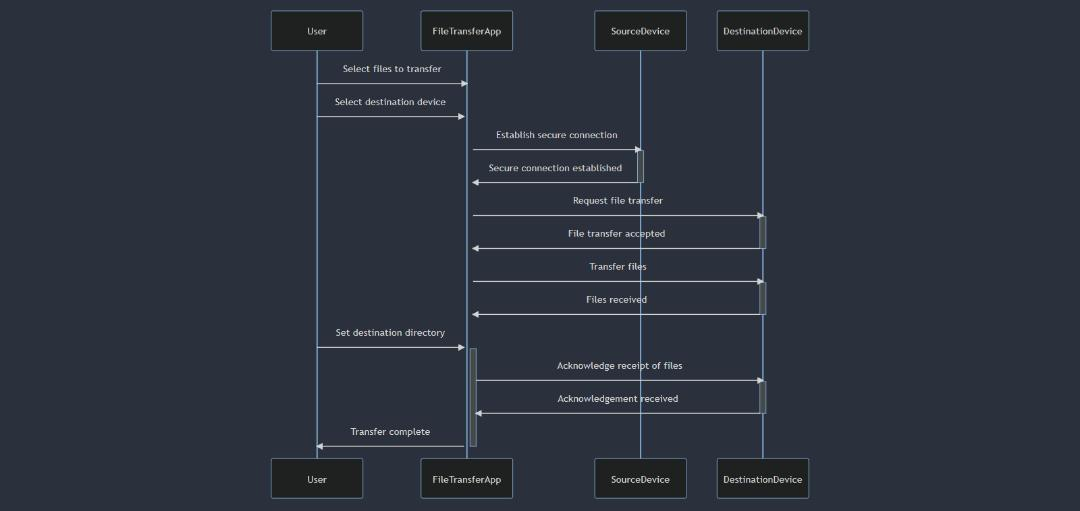 User
FileTransferApp
SourceDevice
DestinationDevice
Select files to transfer
Select destination device
Establish secure connection
Secure connection established
Request file transfer
File transfer accepted
Transfer files
Files received
Set destination directory
Acknowledge receipt of files
Acknowledgement received
Transfer complete
User
FileTransferApp
SourceDevice
DestinationDevice